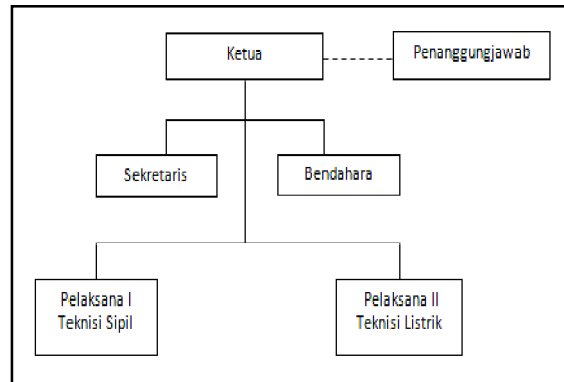 Ketua
Penanggungjawab
Sekretaris
Bendahara
Pelaksana I
Teknisi Sipil
Pelaksana II
Teknisi Listrik